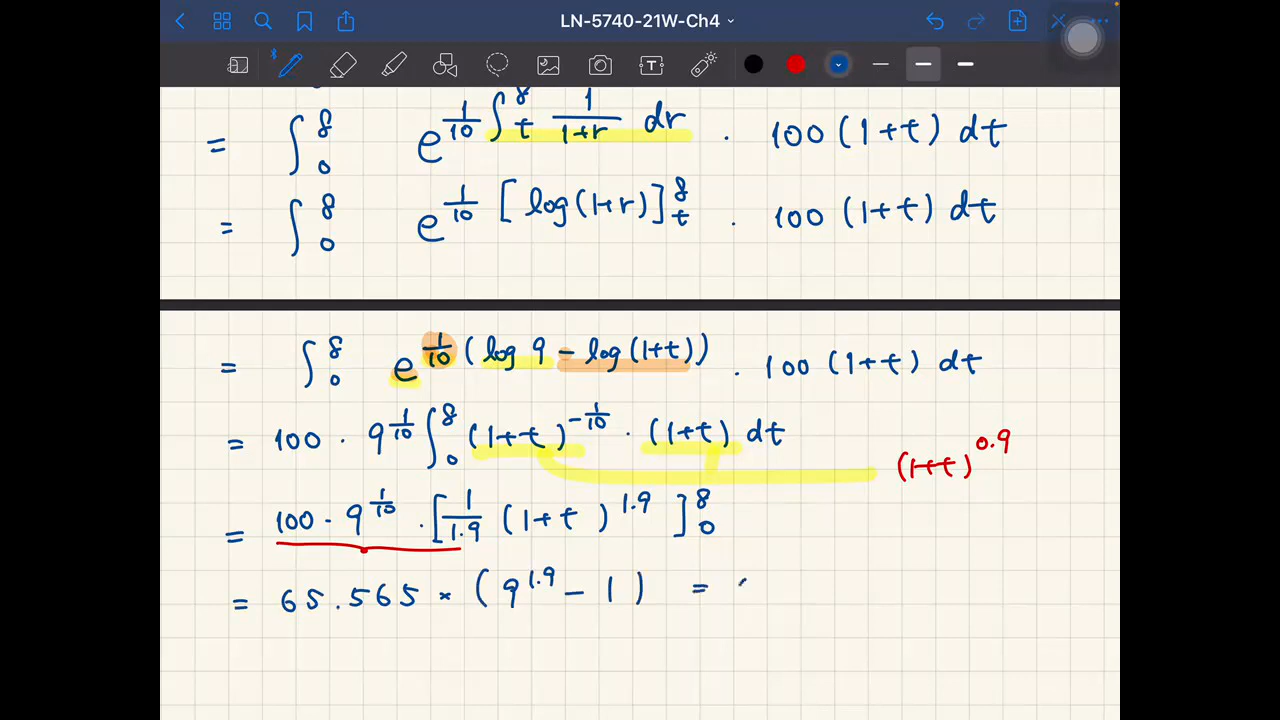 LN-5740-21W-Ch4
= ∫₀⁸ e^{1/10 ∫ₜ⁸ 1/(1+r) dr} · 100 (1+t) dt
= ∫₀⁸ e^{1/10 [log(1+r)]ₜ⁸} · 100 (1+t) dt
= ∫₀⁸ e^{1/10 (log 9 − log(1+t))} · 100 (1+t) dt
= 100 · 9^{1/10} ∫₀⁸ (1+t)^{−1/10} · (1+t) dt
(1+t)^{0.9}
= 100 · 9^{1/10} · [1/1.9 (1+t)^{1.9}]₀⁸
= 65.565 × (9^{1.9} − 1) =